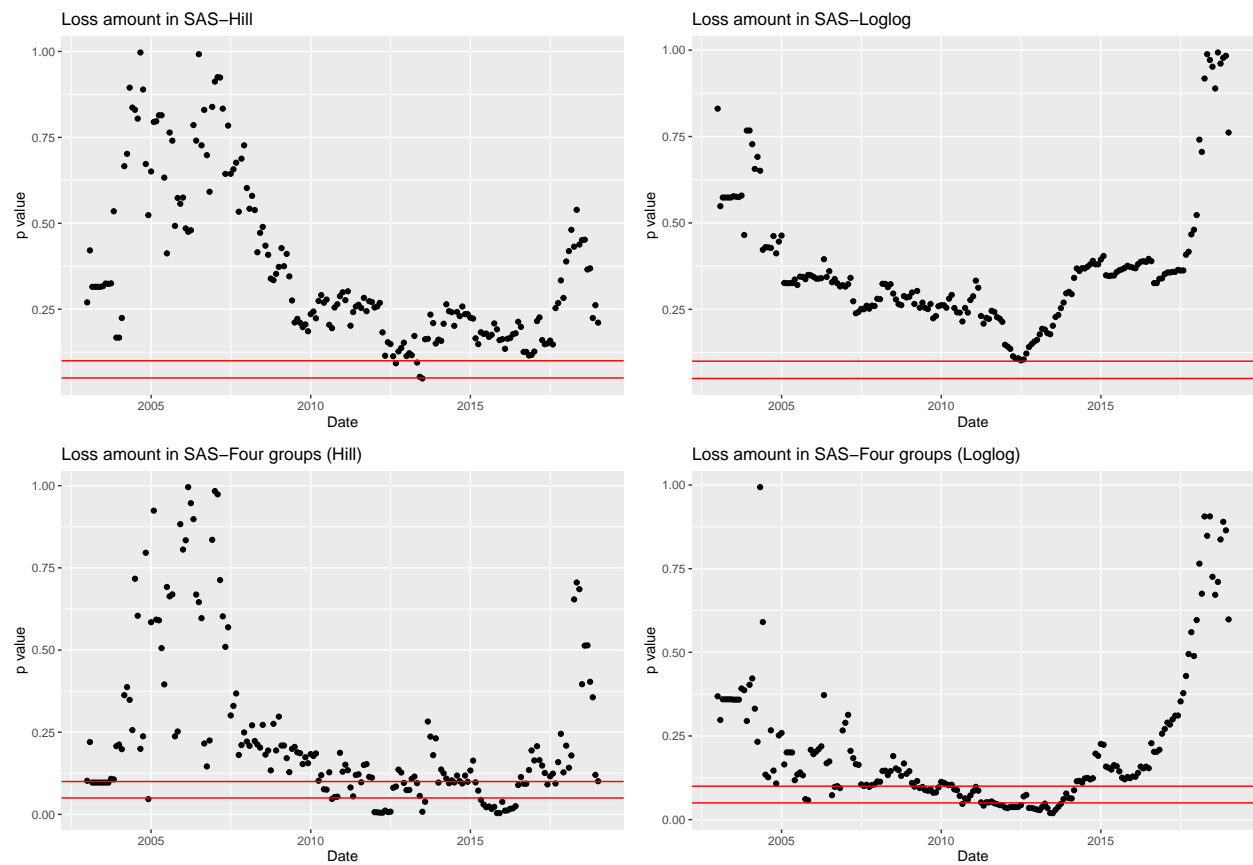 Loss amount in SAS−Hill
1.00
0.75
0.50
0.25
p value
2005 2010 2015
Date
Loss amount in SAS−Loglog
1.00
0.75
0.50
0.25
p value
2005 2010 2015
Date
Loss amount in SAS−Four groups (Hill)
1.00
0.75
0.50
0.25
0.00
p value
2005 2010 2015
Date
Loss amount in SAS−Four groups (Loglog)
1.00
0.75
0.50
0.25
0.00
p value
2005 2010 2015
Date